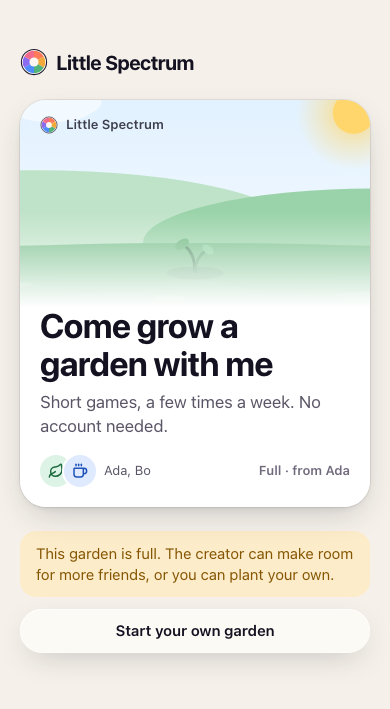 Little Spectrum
Little Spectrum
Come grow a
garden with me
Short games, a few times a week. No
account needed.
Ada, Bo
Full · from Ada
This garden is full. The creator can make room
for more friends, or you can plant your own.
Start your own garden